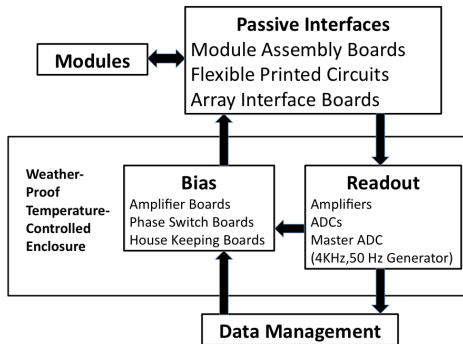 Passive Interfaces
Module Assembly Boards
Flexible Printed Circuits
Array Interface Boards
Modules
Weather-
Proof
Temperature-
Controlled
Enclosure
Bias
Amplifier Boards
Phase Switch Boards
House Keeping Boards
Readout
Amplifiers
ADCs
Master ADC
(4KHz,50 Hz Generator)
Data Management